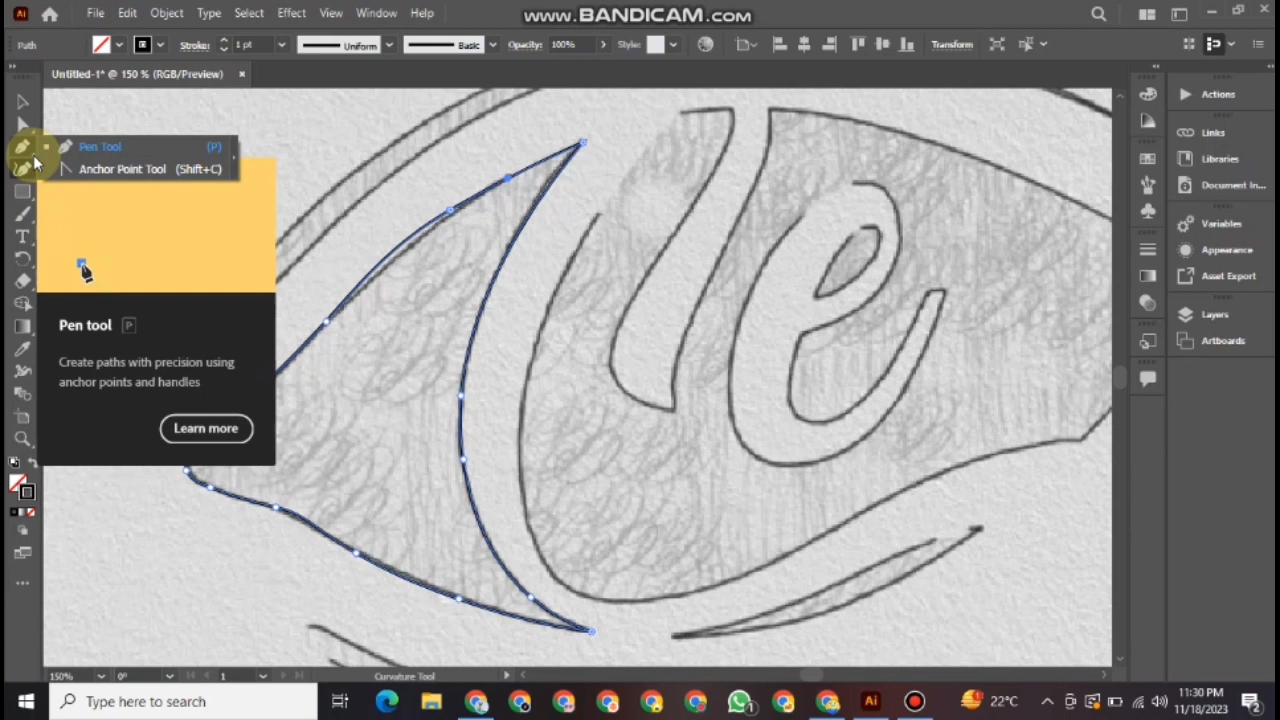 File Edit Object Type Select Effect View Window Help
www.BANDICAM.com
Path Stroke: 1 pt Uniform Basic Opacity: 100% Style: Transform
Untitled-1* @ 150 % (RGB/Preview) ×
Pen Tool (P)
Anchor Point Tool (Shift+C)
Pen tool P
Create paths with precision using
anchor points and handles
Learn more
le
Actions
Links
Libraries
Document In...
Variables
Appearance
Asset Export
Layers
Artboards
150% 0° 1 Curvature Tool
Type here to search
22°C
11:30 PM
11/18/2023